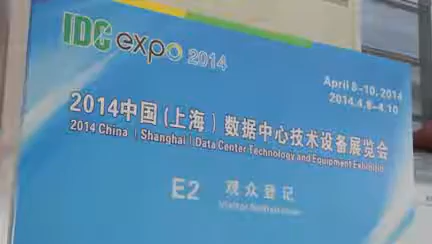 IDC expo 2014
April 8-10, 2014
2014.4.8-4.10
2014中国(上海)数据中心技术设备展览会
2014 China (Shanghai) Data Center Technology and Equipment Exhibition
E2 观众登记
Visitor Registration